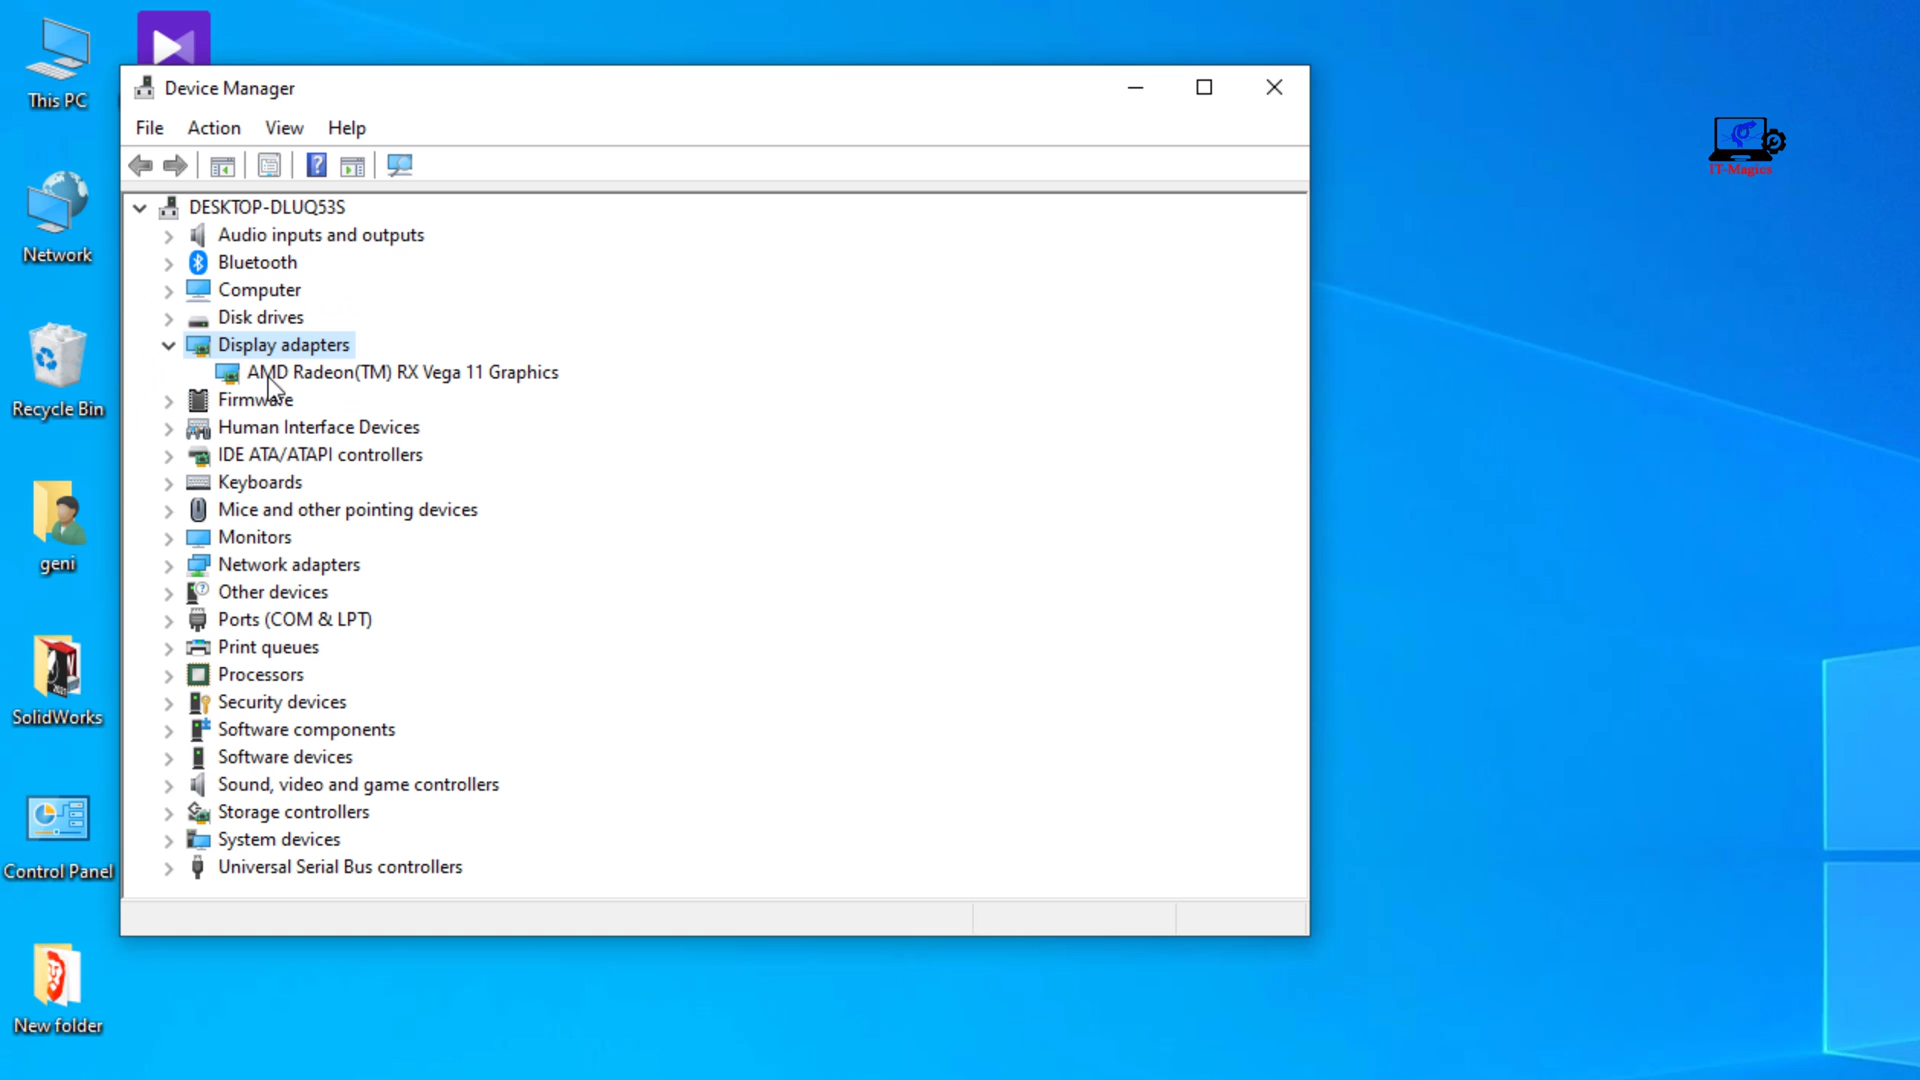 This PC
Network
Recycle Bin
geni
SolidWorks
Control Panel
New folder
Device Manager
File Action View Help
DESKTOP-DLUQ53S
Audio inputs and outputs
Bluetooth
Computer
Disk drives
Display adapters
AMD Radeon(TM) RX Vega 11 Graphics
Firmware
Human Interface Devices
IDE ATA/ATAPI controllers
Keyboards
Mice and other pointing devices
Monitors
Network adapters
Other devices
Ports (COM & LPT)
Print queues
Processors
Security devices
Software components
Software devices
Sound, video and game controllers
Storage controllers
System devices
Universal Serial Bus controllers
IT-Magics